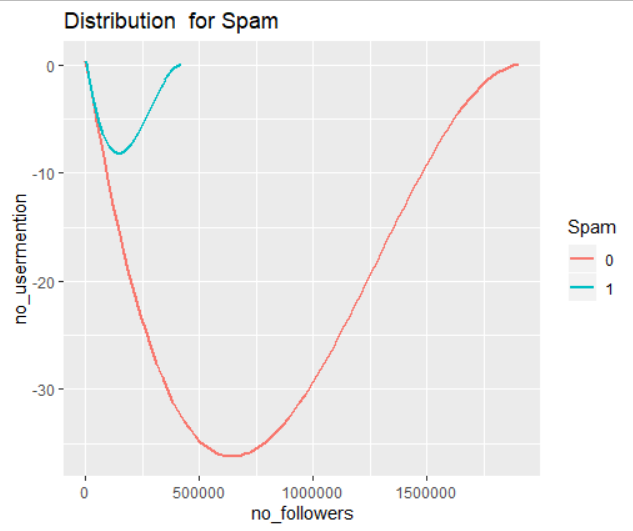 Distribution  for Spam
0
-10
-20
-30
no_usermention
0 500000 1000000 1500000
no_followers
Spam
0
1